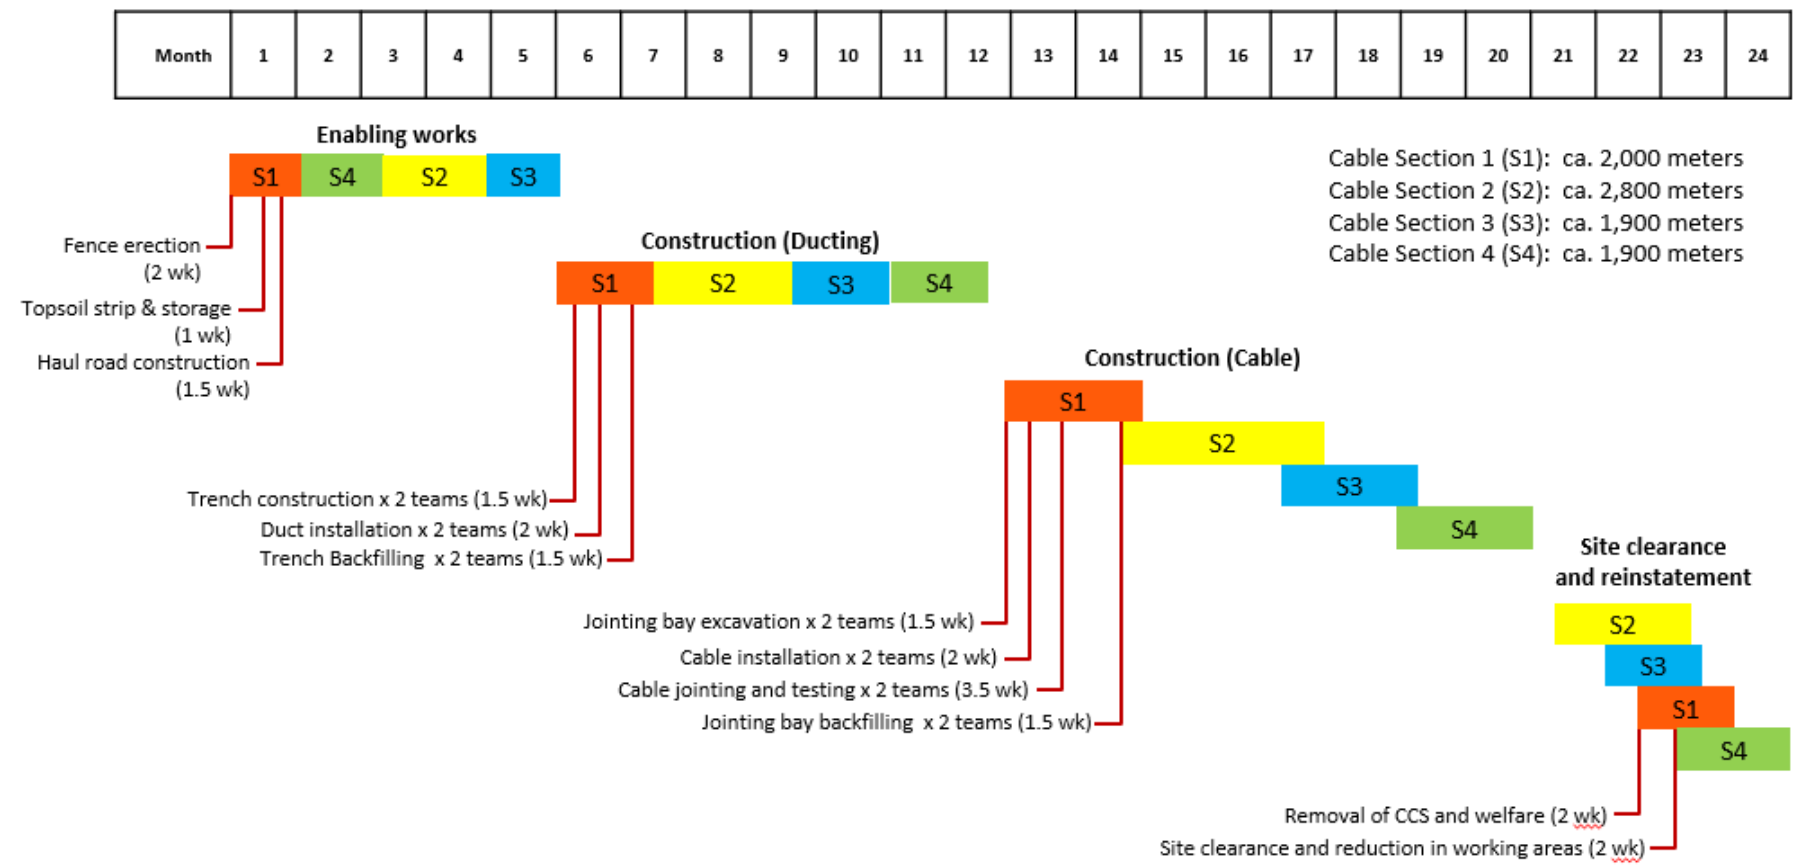 Month 1 2 3 4 5 6 7 8 9 10 11 12 13 14 15 16 17 18 19 20 21 22 23 24
Enabling works
S1 S4 S2 S3
Cable Section 1 (S1): ca. 2,000 meters
Cable Section 2 (S2): ca. 2,800 meters
Cable Section 3 (S3): ca. 1,900 meters
Cable Section 4 (S4): ca. 1,900 meters
Fence erection
(2 wk)
Topsoil strip & storage
(1 wk)
Haul road construction
(1.5 wk)
Construction (Ducting)
S1 S2 S3 S4
Trench construction x 2 teams (1.5 wk)
Duct installation x 2 teams (2 wk)
Trench Backfilling x 2 teams (1.5 wk)
Construction (Cable)
S1
S2
S3
S4
Jointing bay excavation x 2 teams (1.5 wk)
Cable installation x 2 teams (2 wk)
Cable jointing and testing x 2 teams (3.5 wk)
Jointing bay backfilling x 2 teams (1.5 wk)
Site clearance
and reinstatement
S2
S3
S1
S4
Removal of CCS and welfare (2 wk)
Site clearance and reduction in working areas (2 wk)